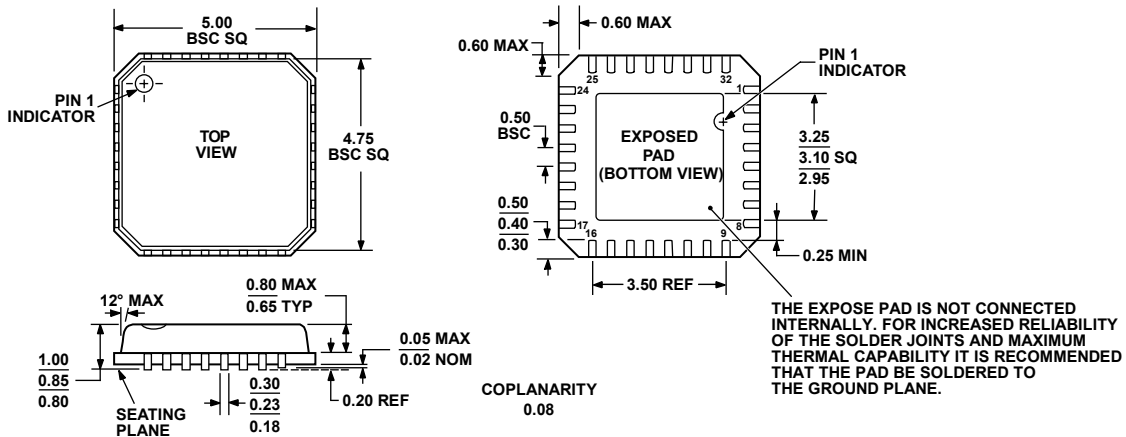 5.00
BSC SQ
PIN 1
INDICATOR
TOP
VIEW
4.75
BSC SQ
0.60 MAX
0.60 MAX
25
32
24
1
PIN 1
INDICATOR
0.50
BSC
EXPOSED
PAD
(BOTTOM VIEW)
3.25
3.10 SQ
2.95
0.50
0.40
0.30
17
16
9
8
0.25 MIN
3.50 REF
12° MAX
0.80 MAX
0.65 TYP
1.00
0.85
0.80
SEATING
PLANE
0.30
0.23
0.18
0.05 MAX
0.02 NOM
0.20 REF
COPLANARITY
0.08
THE EXPOSE PAD IS NOT CONNECTED
INTERNALLY. FOR INCREASED RELIABILITY
OF THE SOLDER JOINTS AND MAXIMUM
THERMAL CAPABILITY IT IS RECOMMENDED
THAT THE PAD BE SOLDERED TO
THE GROUND PLANE.